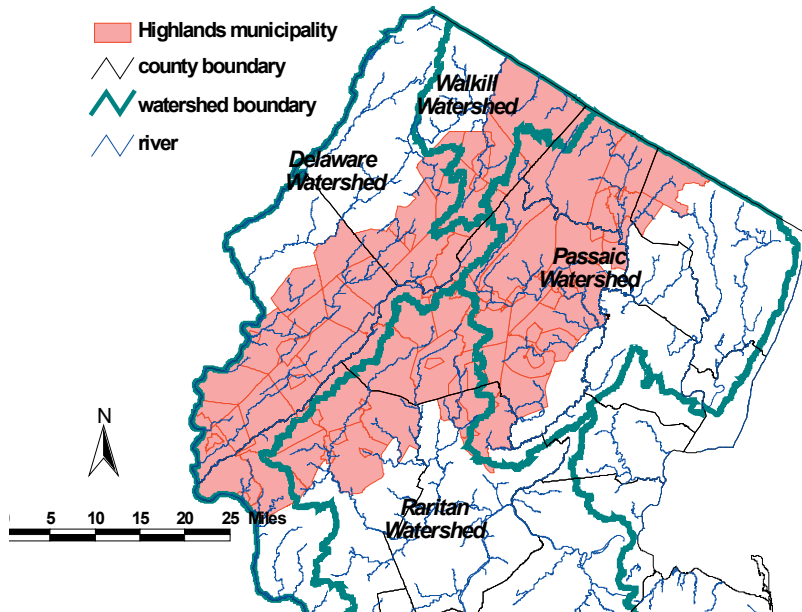 Highlands municipality
county boundary
watershed boundary
river
Walkill
Watershed
Delaware
Watershed
Passaic
Watershed
Raritan
Watershed
N
0 5 10 15 20 25 Miles